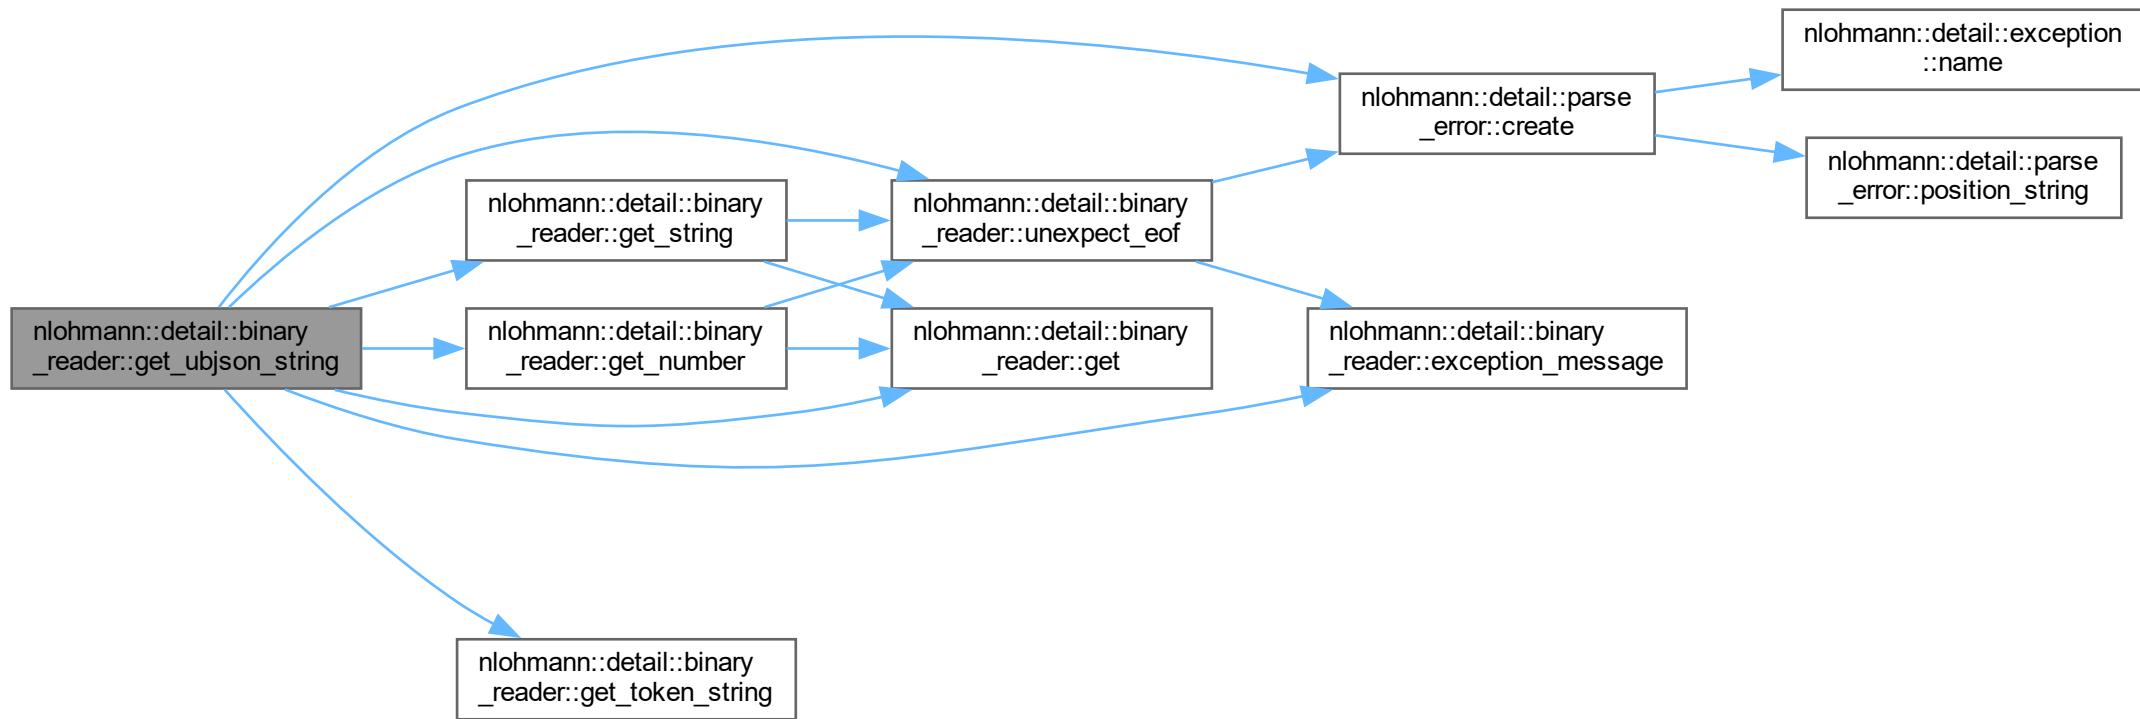 nlohmann::detail::binary
_reader::get_ubjson_string
nlohmann::detail::binary
_reader::get_string
nlohmann::detail::binary
_reader::get_number
nlohmann::detail::binary
_reader::get_token_string
nlohmann::detail::binary
_reader::unexpect_eof
nlohmann::detail::binary
_reader::get
nlohmann::detail::parse
_error::create
nlohmann::detail::binary
_reader::exception_message
nlohmann::detail::exception
::name
nlohmann::detail::parse
_error::position_string